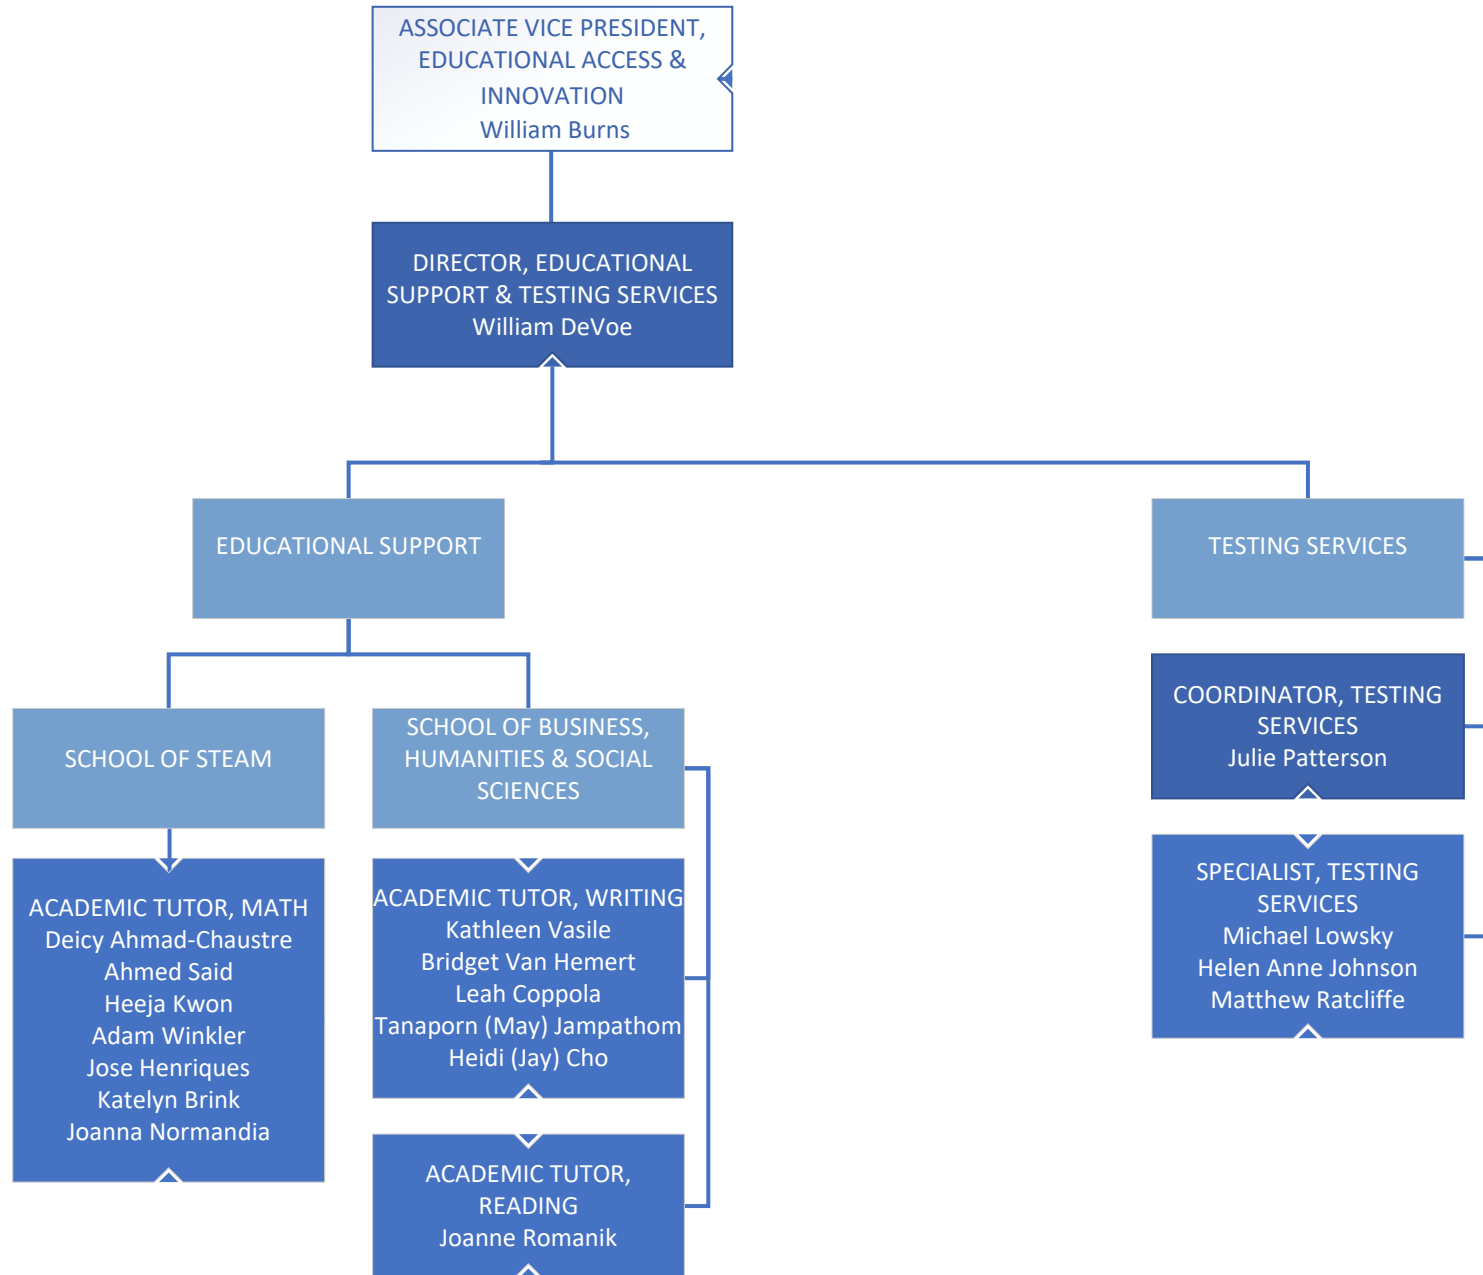 ASSOCIATE VICE PRESIDENT,
EDUCATIONAL ACCESS &
INNOVATION
William Burns
DIRECTOR, EDUCATIONAL
SUPPORT & TESTING SERVICES
William DeVoe
EDUCATIONAL SUPPORT
TESTING SERVICES
SCHOOL OF STEAM
SCHOOL OF BUSINESS,
HUMANITIES & SOCIAL
SCIENCES
COORDINATOR, TESTING
SERVICES
Julie Patterson
ACADEMIC TUTOR, MATH
Deicy Ahmad-Chaustre
Ahmed Said
Heeja Kwon
Adam Winkler
Jose Henriques
Katelyn Brink
Joanna Normandia
ACADEMIC TUTOR, WRITING
Kathleen Vasile
Bridget Van Hemert
Leah Coppola
Tanaporn (May) Jampathom
Heidi (Jay) Cho
SPECIALIST, TESTING
SERVICES
Michael Lowsky
Helen Anne Johnson
Matthew Ratcliffe
ACADEMIC TUTOR,
READING
Joanne Romanik